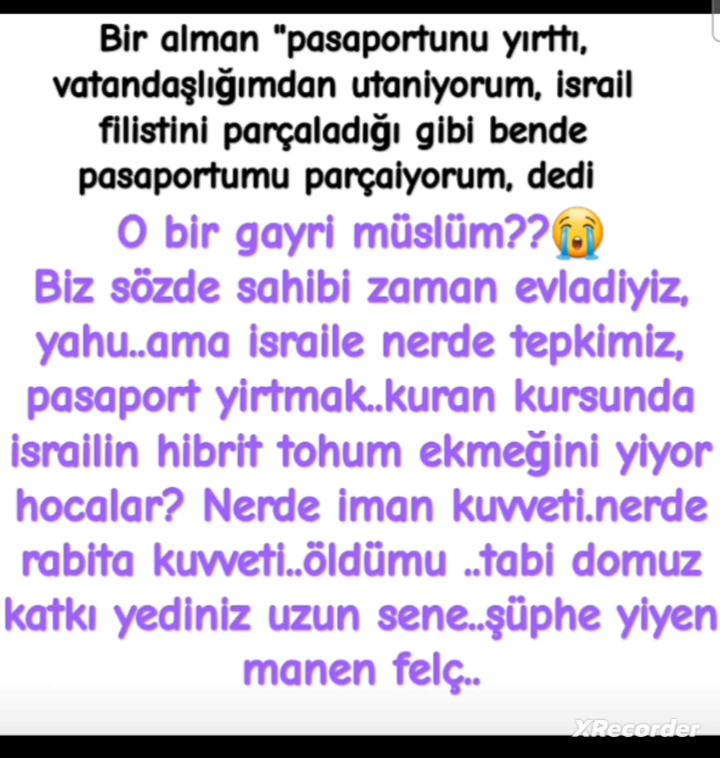 Bir alman "pasaportunu yırttı,
vatandaşlığımdan utaniyorum, israil
filistini parçaladığı gibi bende
pasaportumu parçaiyorum, dedi
O bir gayri müslüm??😭
Biz sözde sahibi zaman evladiyiz,
yahu..ama israile nerde tepkimiz,
pasaport yirtmak..kuran kursunda
israilin hibrit tohum ekmeğini yiyor
hocalar? Nerde iman kuvveti.nerde
rabita kuvveti..öldümu ..tabi domuz
katkı yediniz uzun sene..şüphe yiyen
manen felç..
XRecorder